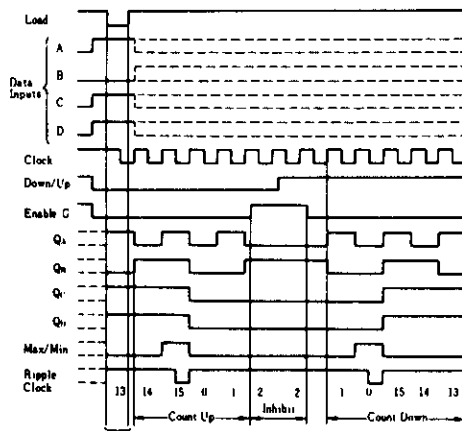 Load
A
B
C
D
Data
Inputs
Clock
Down/Up
Enable G
QA
QB
QC
QD
Max/Min
Ripple
Clock
13 14 15 0 1 2 2 1 0 15 14 13
Count Up
Inhibit
Count Down